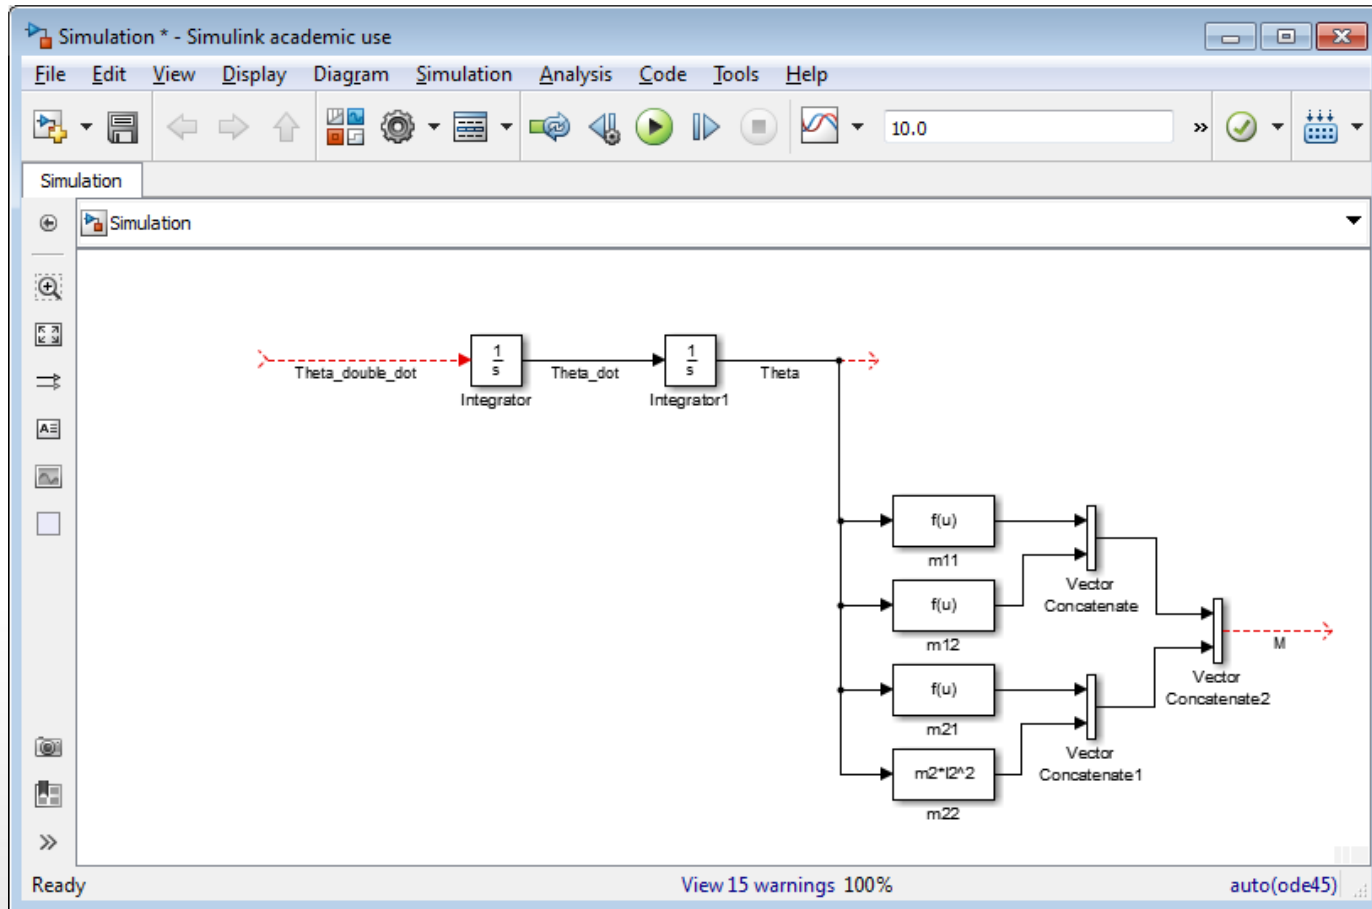 Simulation * - Simulink academic use
File Edit View Display Diagram Simulation Analysis Code Tools Help
10.0
Simulation
Simulation
Theta_double_dot
1
s
Integrator
Theta_dot
1
s
Integrator1
Theta
f(u)
m11
Vector
Concatenate
f(u)
m12
M
Vector
Concatenate2
f(u)
m21
Vector
Concatenate1
m2*l2^2
m22
Ready View 15 warnings 100% auto(ode45)